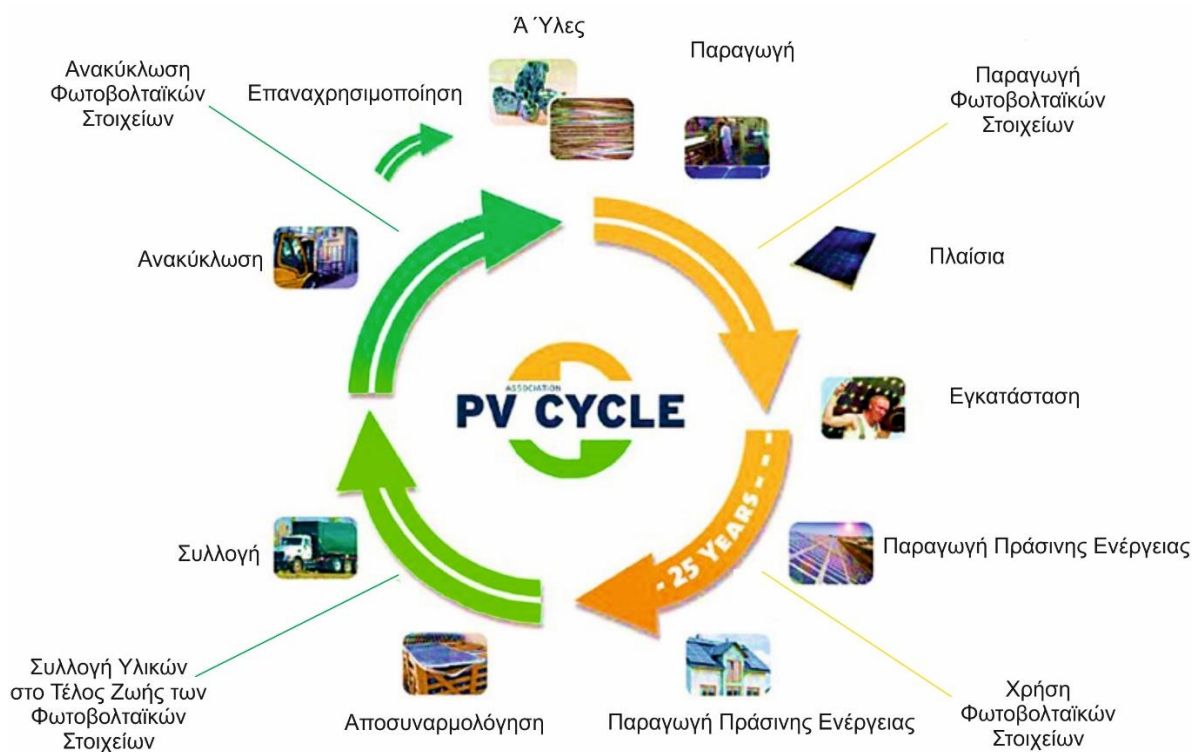 Ά Ύλες
Παραγωγή
Παραγωγή
Φωτοβολταϊκών
Στοιχείων
Πλαίσια
Εγκατάσταση
Παραγωγή Πράσινης Ενέργειας
- 25 YEARS - - -
Χρήση
Φωτοβολταϊκών
Στοιχείων
Παραγωγή Πράσινης Ενέργειας
Αποσυναρμολόγηση
Συλλογή Υλικών
στο Τέλος Ζωής των
Φωτοβολταϊκών
Στοιχείων
Συλλογή
Ανακύκλωση
Ανακύκλωση
Φωτοβολταϊκών
Στοιχείων
Επαναχρησιμοποίηση
ASSOCIATION
PV CYCLE